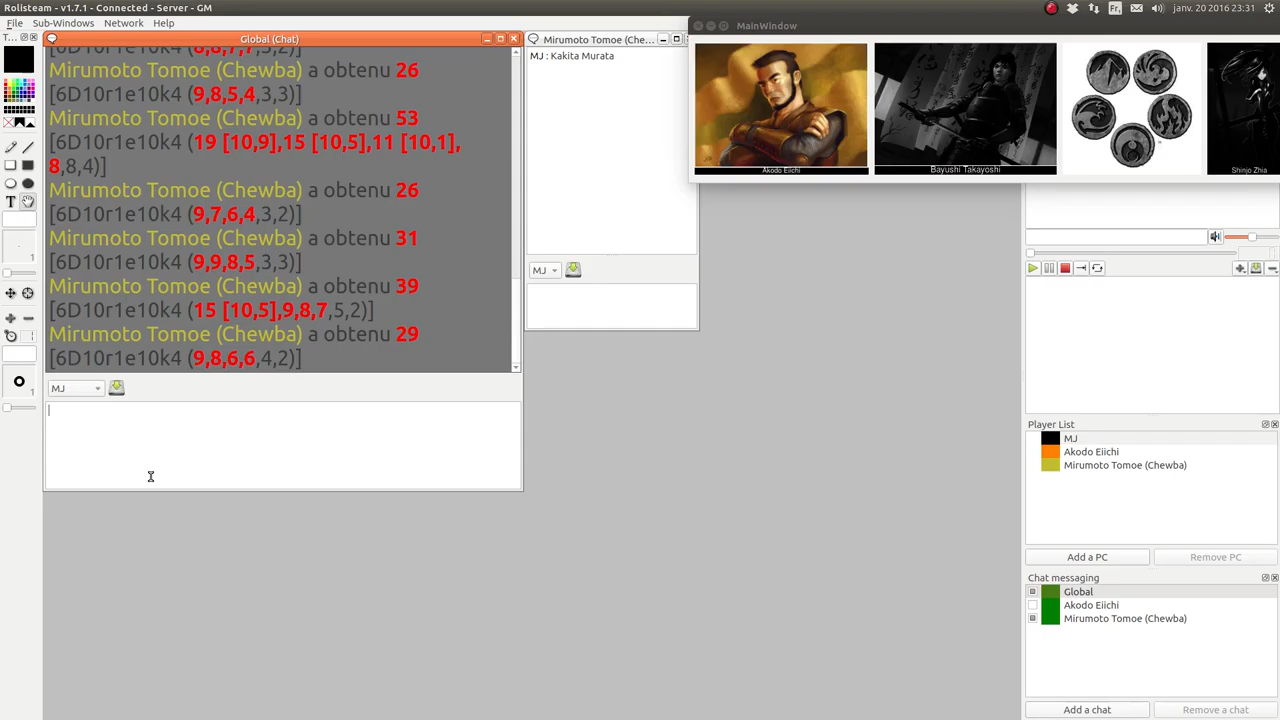 Rolisteam - v1.7.1 - Connected - Server - GM
Fr
janv. 20 2016 23:31
File Sub-Windows Network Help
T...
Global (Chat)
Mirumoto Tomoe (Chewba) a obtenu 26
[6D10r1e10k4 (9,8,5,4,3,3)]
Mirumoto Tomoe (Chewba) a obtenu 53
[6D10r1e10k4 (19 [10,9],15 [10,5],11 [10,1],
8,8,4)]
Mirumoto Tomoe (Chewba) a obtenu 26
[6D10r1e10k4 (9,7,6,4,3,2)]
Mirumoto Tomoe (Chewba) a obtenu 31
[6D10r1e10k4 (9,9,8,5,3,3)]
Mirumoto Tomoe (Chewba) a obtenu 39
[6D10r1e10k4 (15 [10,5],9,8,7,5,2)]
Mirumoto Tomoe (Chewba) a obtenu 29
[6D10r1e10k4 (9,8,6,6,4,2)]
MJ
Mirumoto Tomoe (Che...
MJ : Kakita Murata
MJ
MainWindow
Akodo Eiichi
Bayushi Takayoshi
Shinjo Zhia
T
1
1
1
Player List
MJ
Akodo Eiichi
Mirumoto Tomoe (Chewba)
Add a PC
Remove PC
Chat messaging
Global
Akodo Eiichi
Mirumoto Tomoe (Chewba)
Add a chat
Remove a chat